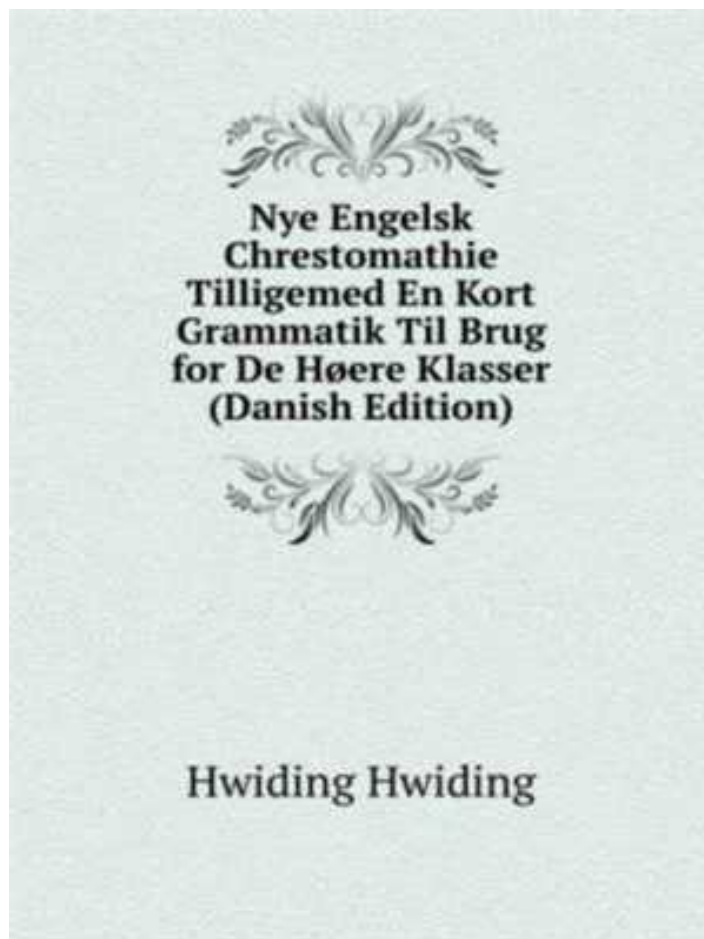 Nye Engelsk
Chrestomathie
Tilligemed En Kort
Grammatik Til Brug
for De Høere Klasser
(Danish Edition)
Hwiding Hwiding